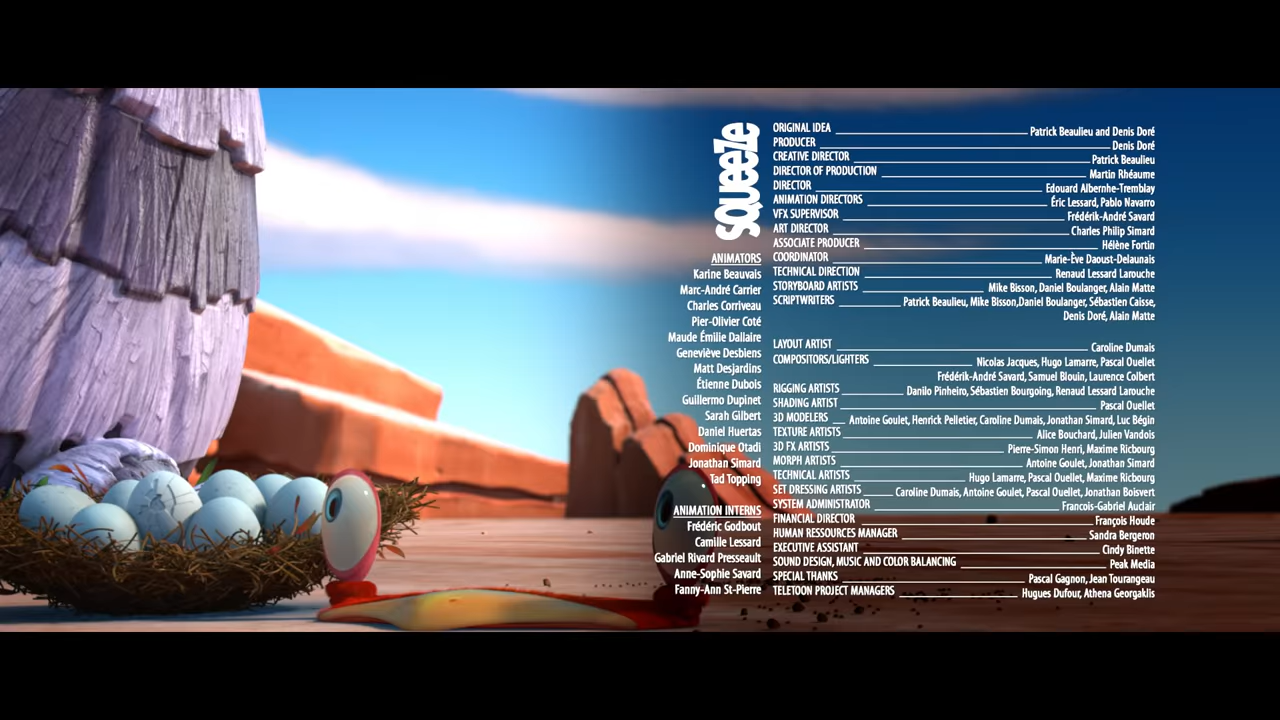 squeeze
ORIGINAL IDEA Patrick Beaulieu and Denis Doré
PRODUCER Denis Doré
CREATIVE DIRECTOR Patrick Beaulieu
DIRECTOR OF PRODUCTION Martin Rhéaume
DIRECTOR Edouard Albernhe-Tremblay
ANIMATION DIRECTORS Éric Lessard, Pablo Navarro
VFX SUPERVISOR Frédérik-André Savard
ART DIRECTOR Charles Philip Simard
ASSOCIATE PRODUCER Hélène Fortin
COORDINATOR Marie-Ève Daoust-Delaunais
TECHNICAL DIRECTION Renaud Lessard Larouche
STORYBOARD ARTISTS Mike Bisson, Daniel Boulanger, Alain Matte
SCRIPTWRITERS Patrick Beaulieu, Mike Bisson,Daniel Boulanger, Sébastien Caisse,
Denis Doré, Alain Matte
LAYOUT ARTIST Caroline Dumais
COMPOSITORS/LIGHTERS Nicolas Jacques, Hugo Lamarre, Pascal Ouellet
Frédérik-André Savard, Samuel Blouin, Laurence Colbert
RIGGING ARTISTS Danilo Pinheiro, Sébastien Bourgoing, Renaud Lessard Larouche
SHADING ARTIST Pascal Ouellet
3D MODELERS Antoine Goulet, Henrick Pelletier, Caroline Dumais, Jonathan Simard, Luc Bégin
TEXTURE ARTISTS Alice Bouchard, Julien Vandois
3D FX ARTISTS Pierre-Simon Henri, Maxime Ricbourg
MORPH ARTISTS Antoine Goulet, Jonathan Simard
TECHNICAL ARTISTS Hugo Lamarre, Pascal Ouellet, Maxime Ricbourg
SET DRESSING ARTISTS Caroline Dumais, Antoine Goulet, Pascal Ouellet, Jonathan Boisvert
SYSTEM ADMINISTRATOR Francois-Gabriel Auclair
FINANCIAL DIRECTOR François Houde
HUMAN RESSOURCES MANAGER Sandra Bergeron
EXECUTIVE ASSISTANT Cindy Binette
SOUND DESIGN, MUSIC AND COLOR BALANCING Peak Media
SPECIAL THANKS Pascal Gagnon, Jean Tourangeau
TELETOON PROJECT MANAGERS Hugues Dufour, Athena Georgaklis
ANIMATORS
Karine Beauvais
Marc-André Carrier
Charles Corriveau
Pier-Olivier Coté
Maude Émilie Dallaire
Geneviève Desbiens
Matt Desjardins
Étienne Dubois
Guillermo Dupinet
Sarah Gilbert
Daniel Huertas
Dominique Otadi
Jonathan Simard
Tad Topping
ANIMATION INTERNS
Frédéric Godbout
Camille Lessard
Gabriel Rivard Presseault
Anne-Sophie Savard
Fanny-Ann St-Pierre